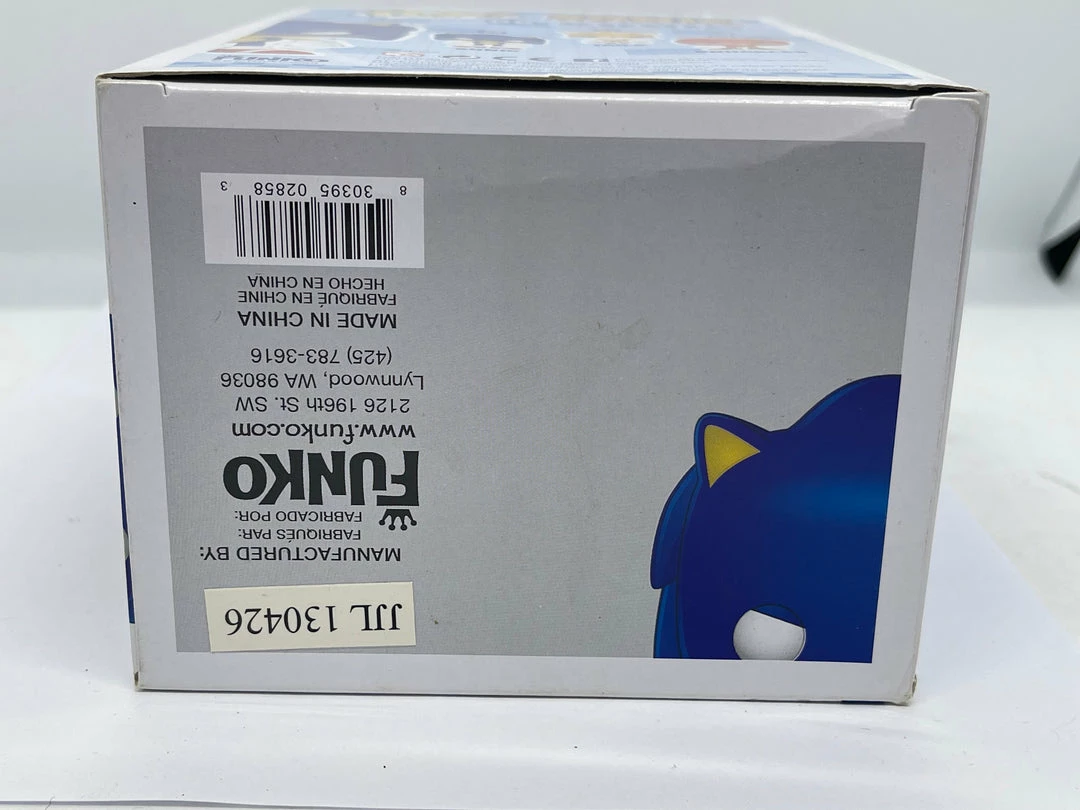 JJL 130426
MANUFACTURED BY:
FABRIQUÉS PAR:
FABRICADO POR:
FUNKO
www.funko.com
2126 196th St. SW
Lynnwood, WA 98036
(425) 783-3616
MADE IN CHINA
FABRIQUÉ EN CHINE
HECHO EN CHINA
8 30395 02858 3